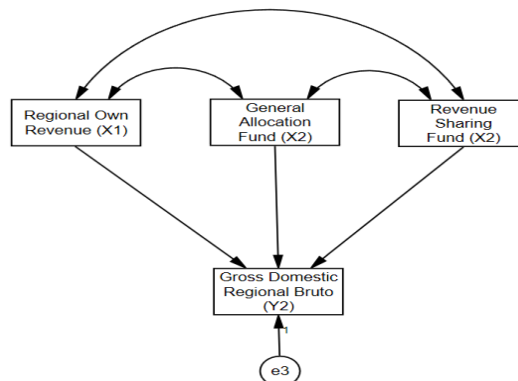 Regional Own
Revenue (X1)
General
Allocation
Fund (X2)
Revenue
Sharing
Fund (X2)
Gross Domestic
Regional Bruto
(Y2)
1
e3